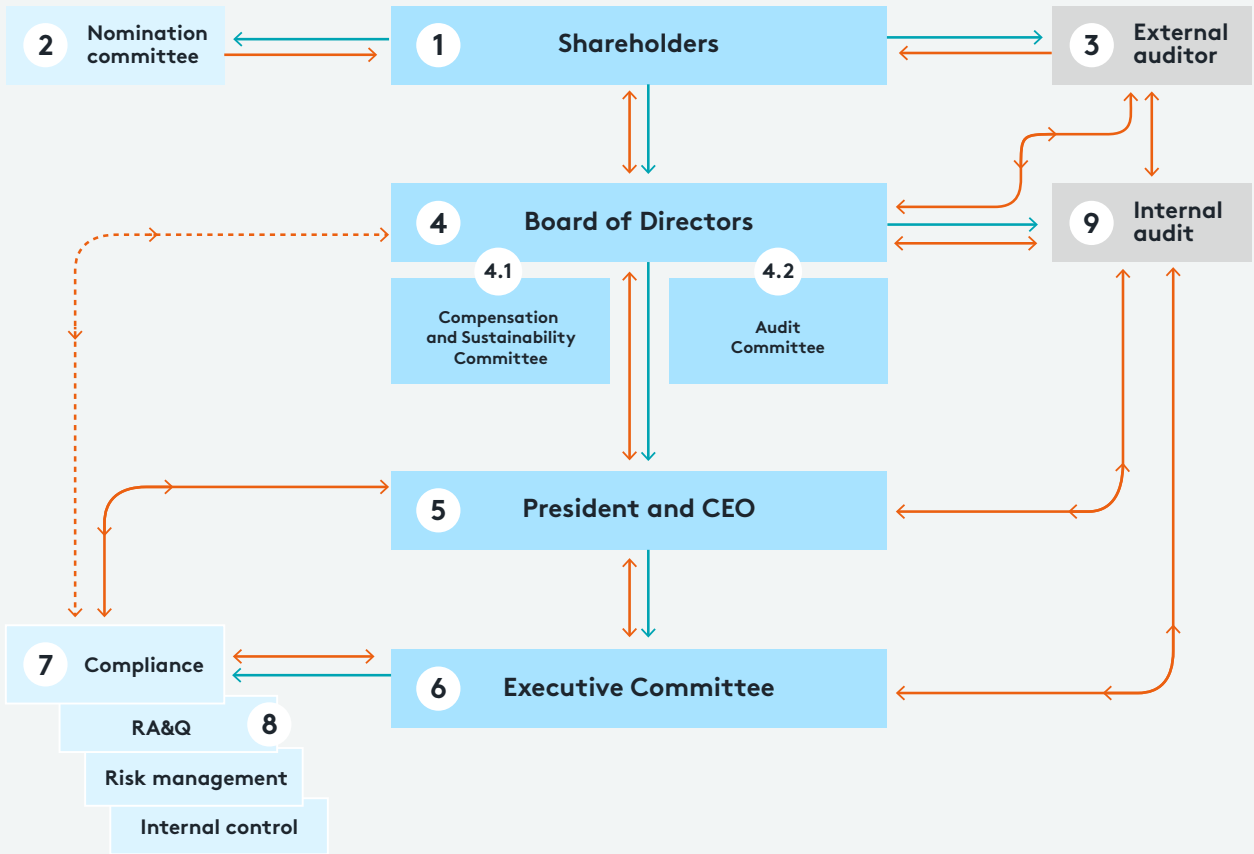 2
Nomination
committee
1
Shareholders
3
External
auditor
4
Board of Directors
9
Internal
audit
4.1
Compensation
and Sustainability
Committee
4.2
Audit
Committee
5
President and CEO
7
Compliance
6
Executive Committee
RA&Q
8
Risk management
Internal control